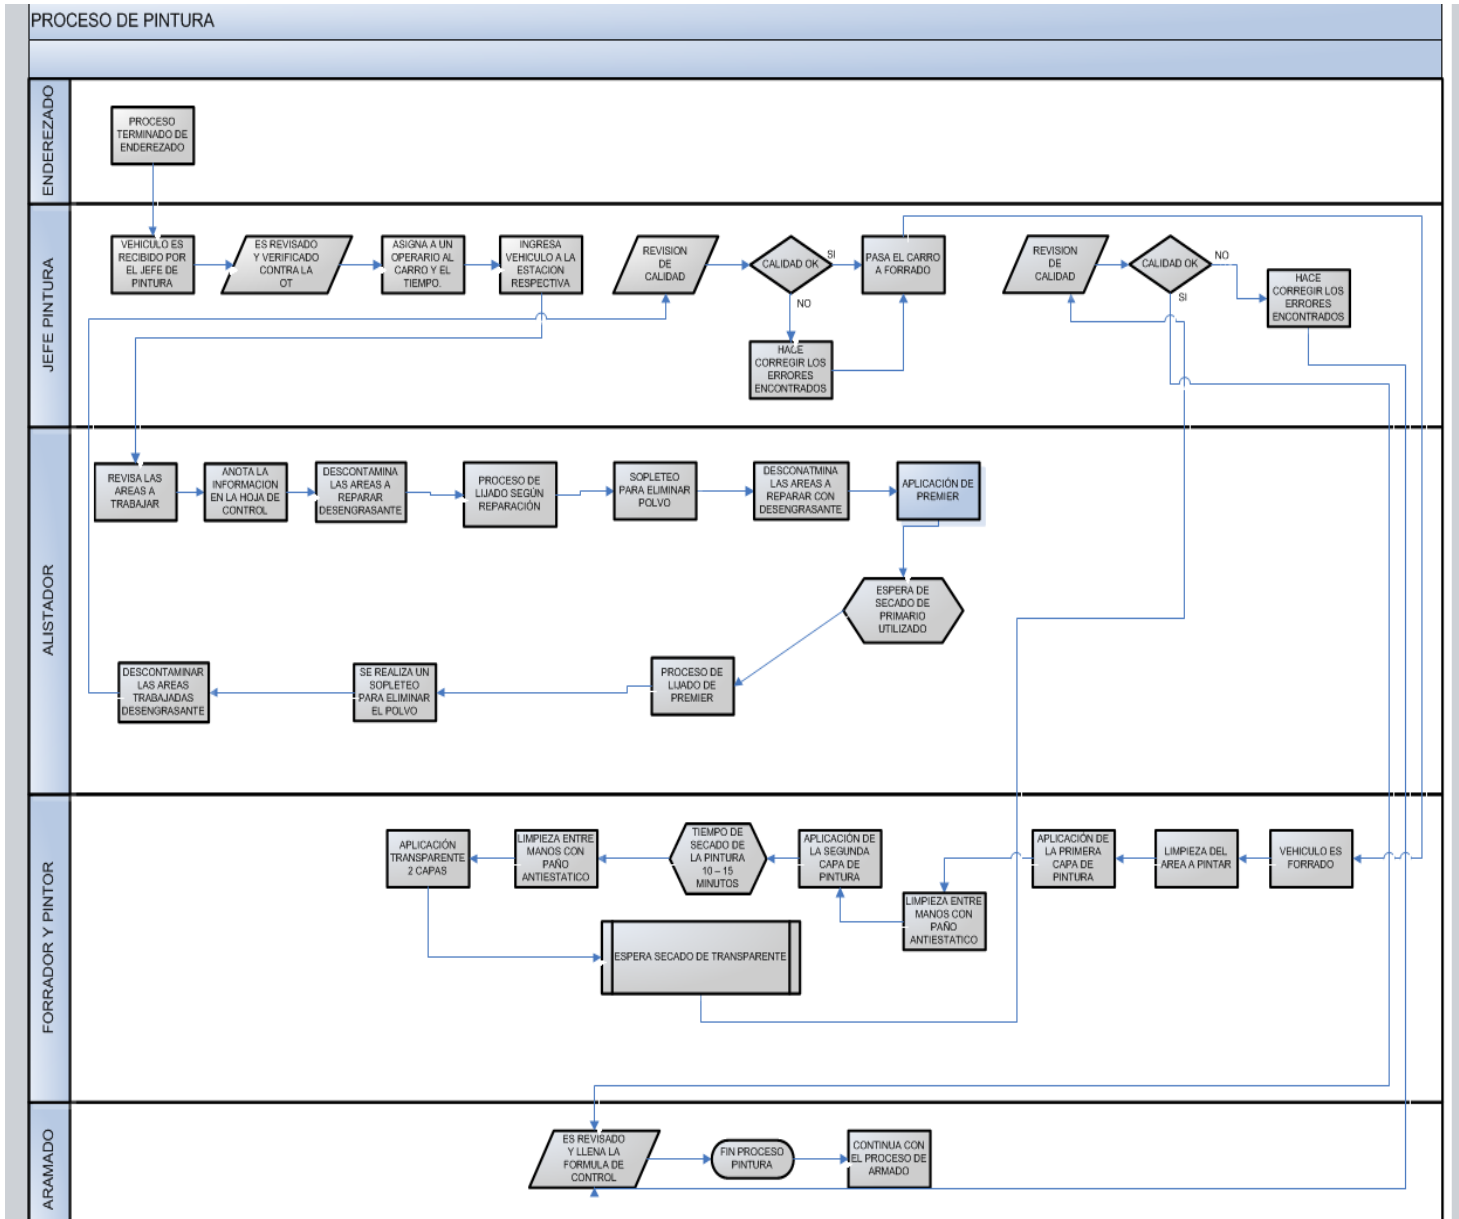 PROCESO DE PINTURA
ENDEREZADO
PROCESO
TERMINADO DE
ENDEREZADO
JEFE PINTURA
VEHICULO ES
RECIBIDO POR
EL JEFE DE
PINTURA
ES REVISADO
Y VERIFICADO
CONTRA LA
OT
ASIGNA A UN
OPERARIO AL
CARRO Y EL
TIEMPO.
INGRESA
VEHICULO A LA
ESTACION
RESPECTIVA
REVISION
DE
CALIDAD
CALIDAD OK
SI
NO
PASA EL CARRO
A FORRADO
HACE
CORREGIR LOS
ERRORES
ENCONTRADOS
REVISION
DE
CALIDAD
CALIDAD OK
NO
SI
HACE
CORREGIR LOS
ERRORES
ENCONTRADOS
ALISTADOR
REVISA LAS
AREAS A
TRABAJAR
ANOTA LA
INFORMACION
EN LA HOJA DE
CONTROL
DESCONTAMINA
LAS AREAS A
REPARAR
DESENGRASANTE
PROCESO DE
LIJADO SEGÚN
REPARACIÓN
SOPLETEO
PARA ELIMINAR
POLVO
DESCONATMINA
LAS AREAS A
REPARAR CON
DESENGRASANTE
APLICACIÓN DE
PREMIER
ESPERA DE
SECADO DE
PRIMARIO
UTILIZADO
PROCESO DE
LIJADO DE
PREMIER
SE REALIZA UN
SOPLETEO
PARA ELIMINAR
EL POLVO
DESCONTAMINAR
LAS AREAS
TRABAJADAS
DESENGRASANTE
FORRADOR Y PINTOR
VEHICULO ES
FORRADO
LIMPIEZA DEL
AREA A PINTAR
APLICACIÓN DE
LA PRIMERA
CAPA DE
PINTURA
LIMPIEZA ENTRE
MANOS CON
PAÑO
ANTIESTATICO
APLICACIÓN DE
LA SEGUNDA
CAPA DE
PINTURA
TIEMPO DE
SECADO DE
LA PINTURA
10 – 15
MINUTOS
LIMPIEZA ENTRE
MANOS CON
PAÑO
ANTIESTATICO
APLICACIÓN
TRANSPARENTE
2 CAPAS
ESPERA SECADO DE TRANSPARENTE
ARAMADO
ES REVISADO
Y LLENA LA
FORMULA DE
CONTROL
FIN PROCESO
PINTURA
CONTINUA CON
EL PROCESO DE
ARMADO